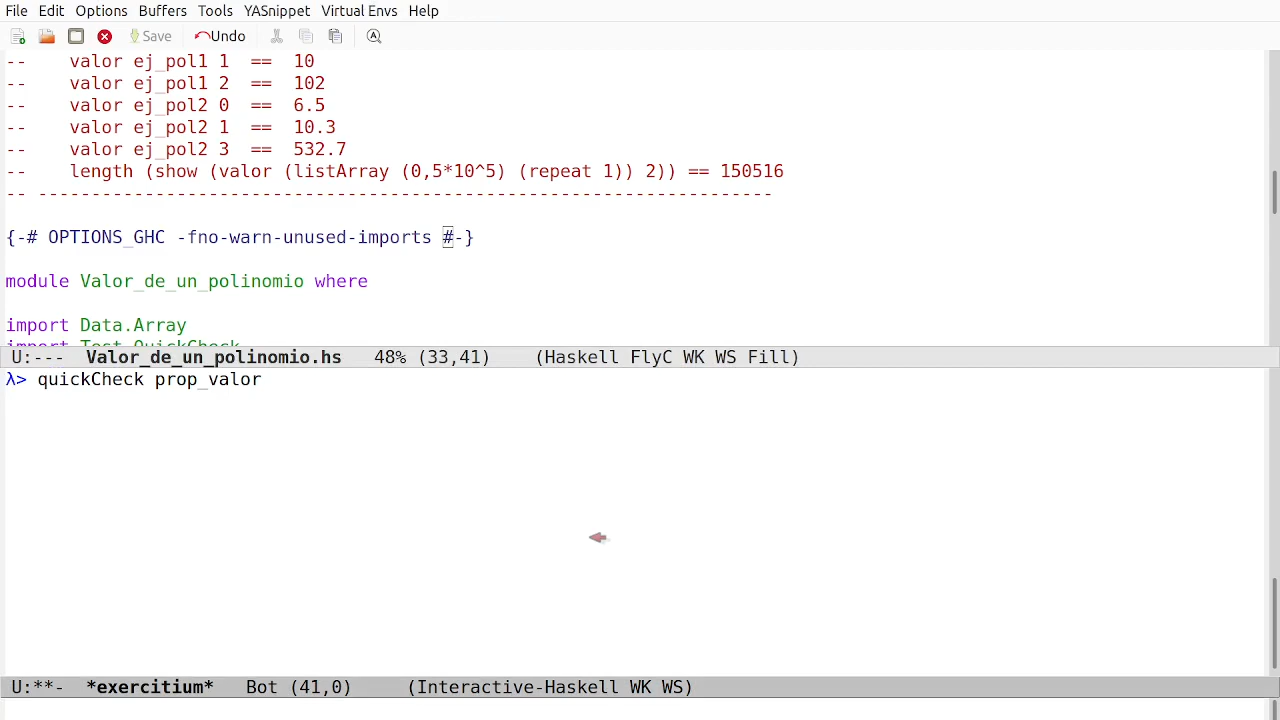 File Edit Options Buffers Tools YASnippet Virtual Envs Help
Save Undo
--    valor ej_pol1 1  ==  10
--    valor ej_pol1 2  ==  102
--    valor ej_pol2 0  ==  6.5
--    valor ej_pol2 1  ==  10.3
--    valor ej_pol2 3  ==  532.7
--    length (show (valor (listArray (0,5*10^5) (repeat 1)) 2)) == 150516
-- ---------------------------------------------------------------------
{-# OPTIONS_GHC -fno-warn-unused-imports #-}
module Valor_de_un_polinomio where
import Data.Array
import Test.QuickCheck
U:---  Valor_de_un_polinomio.hs   48% (33,41)    (Haskell FlyC WK WS Fill)
λ> quickCheck prop_valor
U:**-  *exercitium*   Bot (41,0)     (Interactive-Haskell WK WS)